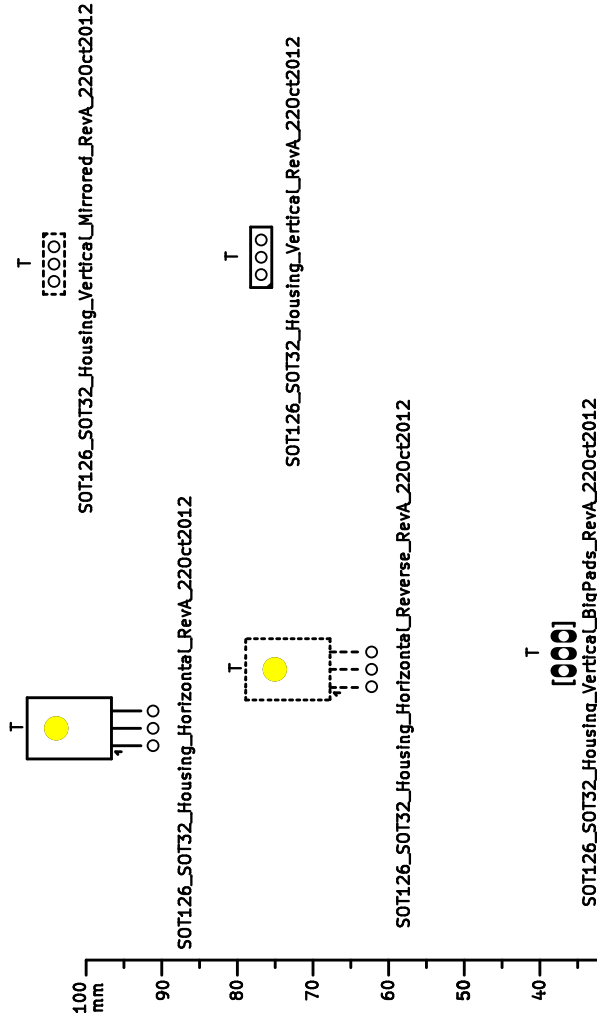 T
SOT126_SOT32_Housing_Vertical_Mirrored_RevA_22Oct2012
T
SOT126_SOT32_Housing_Vertical_RevA_22Oct2012
T
1
SOT126_SOT32_Housing_Horizontal_RevA_22Oct2012
T
1
SOT126_SOT32_Housing_Horizontal_Reverse_RevA_22Oct2012
T
SOT126_SOT32_Housing_Vertical_BigPads_RevA_22Oct2012
100
mm
90
80
70
60
50
40